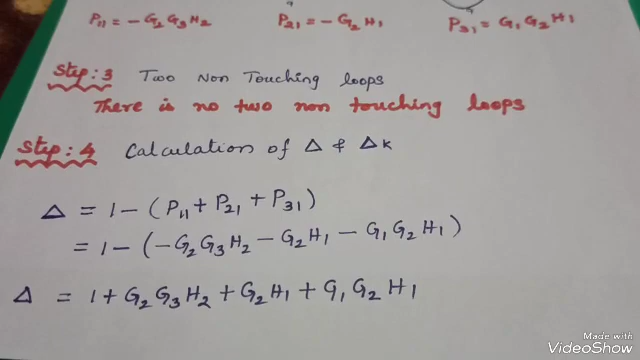 P11 = - G2 G3 H2 P21 = - G2 H1 P31 = G1 G2 H1
Step : 3 Two Non Touching loops
There is no two non touching loops
Step : 4 Calculation of Δ & Δk
Δ = 1 - ( P11 + P21 + P31 )
= 1 - ( - G2 G3 H2 - G2 H1 - G1 G2 H1 )
Δ = 1 + G2 G3 H2 + G2 H1 + G1 G2 H1
Made with
VideoShow